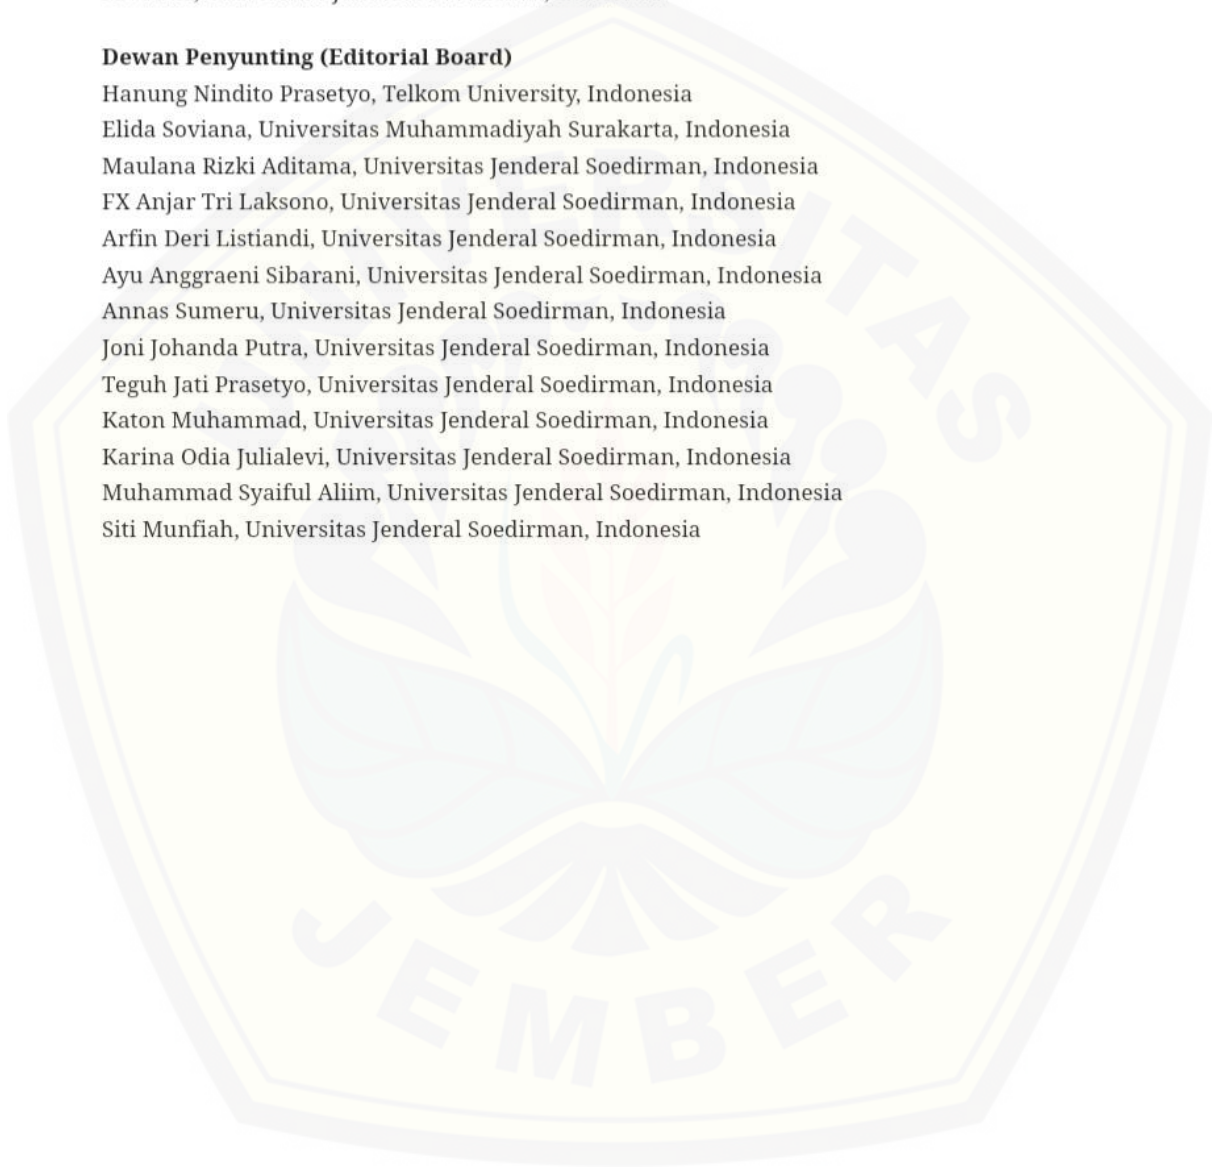 Dewan Penyunting (Editorial Board)
Hanung Nindito Prasetyo, Telkom University, Indonesia
Elida Soviana, Universitas Muhammadiyah Surakarta, Indonesia
Maulana Rizki Aditama, Universitas Jenderal Soedirman, Indonesia
FX Anjar Tri Laksono, Universitas Jenderal Soedirman, Indonesia
Arfin Deri Listiandi, Universitas Jenderal Soedirman, Indonesia
Ayu Anggraeni Sibarani, Universitas Jenderal Soedirman, Indonesia
Annas Sumeru, Universitas Jenderal Soedirman, Indonesia
Joni Johanda Putra, Universitas Jenderal Soedirman, Indonesia
Teguh Jati Prasetyo, Universitas Jenderal Soedirman, Indonesia
Katon Muhammad, Universitas Jenderal Soedirman, Indonesia
Karina Odia Julialevi, Universitas Jenderal Soedirman, Indonesia
Muhammad Syaiful Aliim, Universitas Jenderal Soedirman, Indonesia
Siti Munfiah, Universitas Jenderal Soedirman, Indonesia
UNIVERSITAS
JEMBER